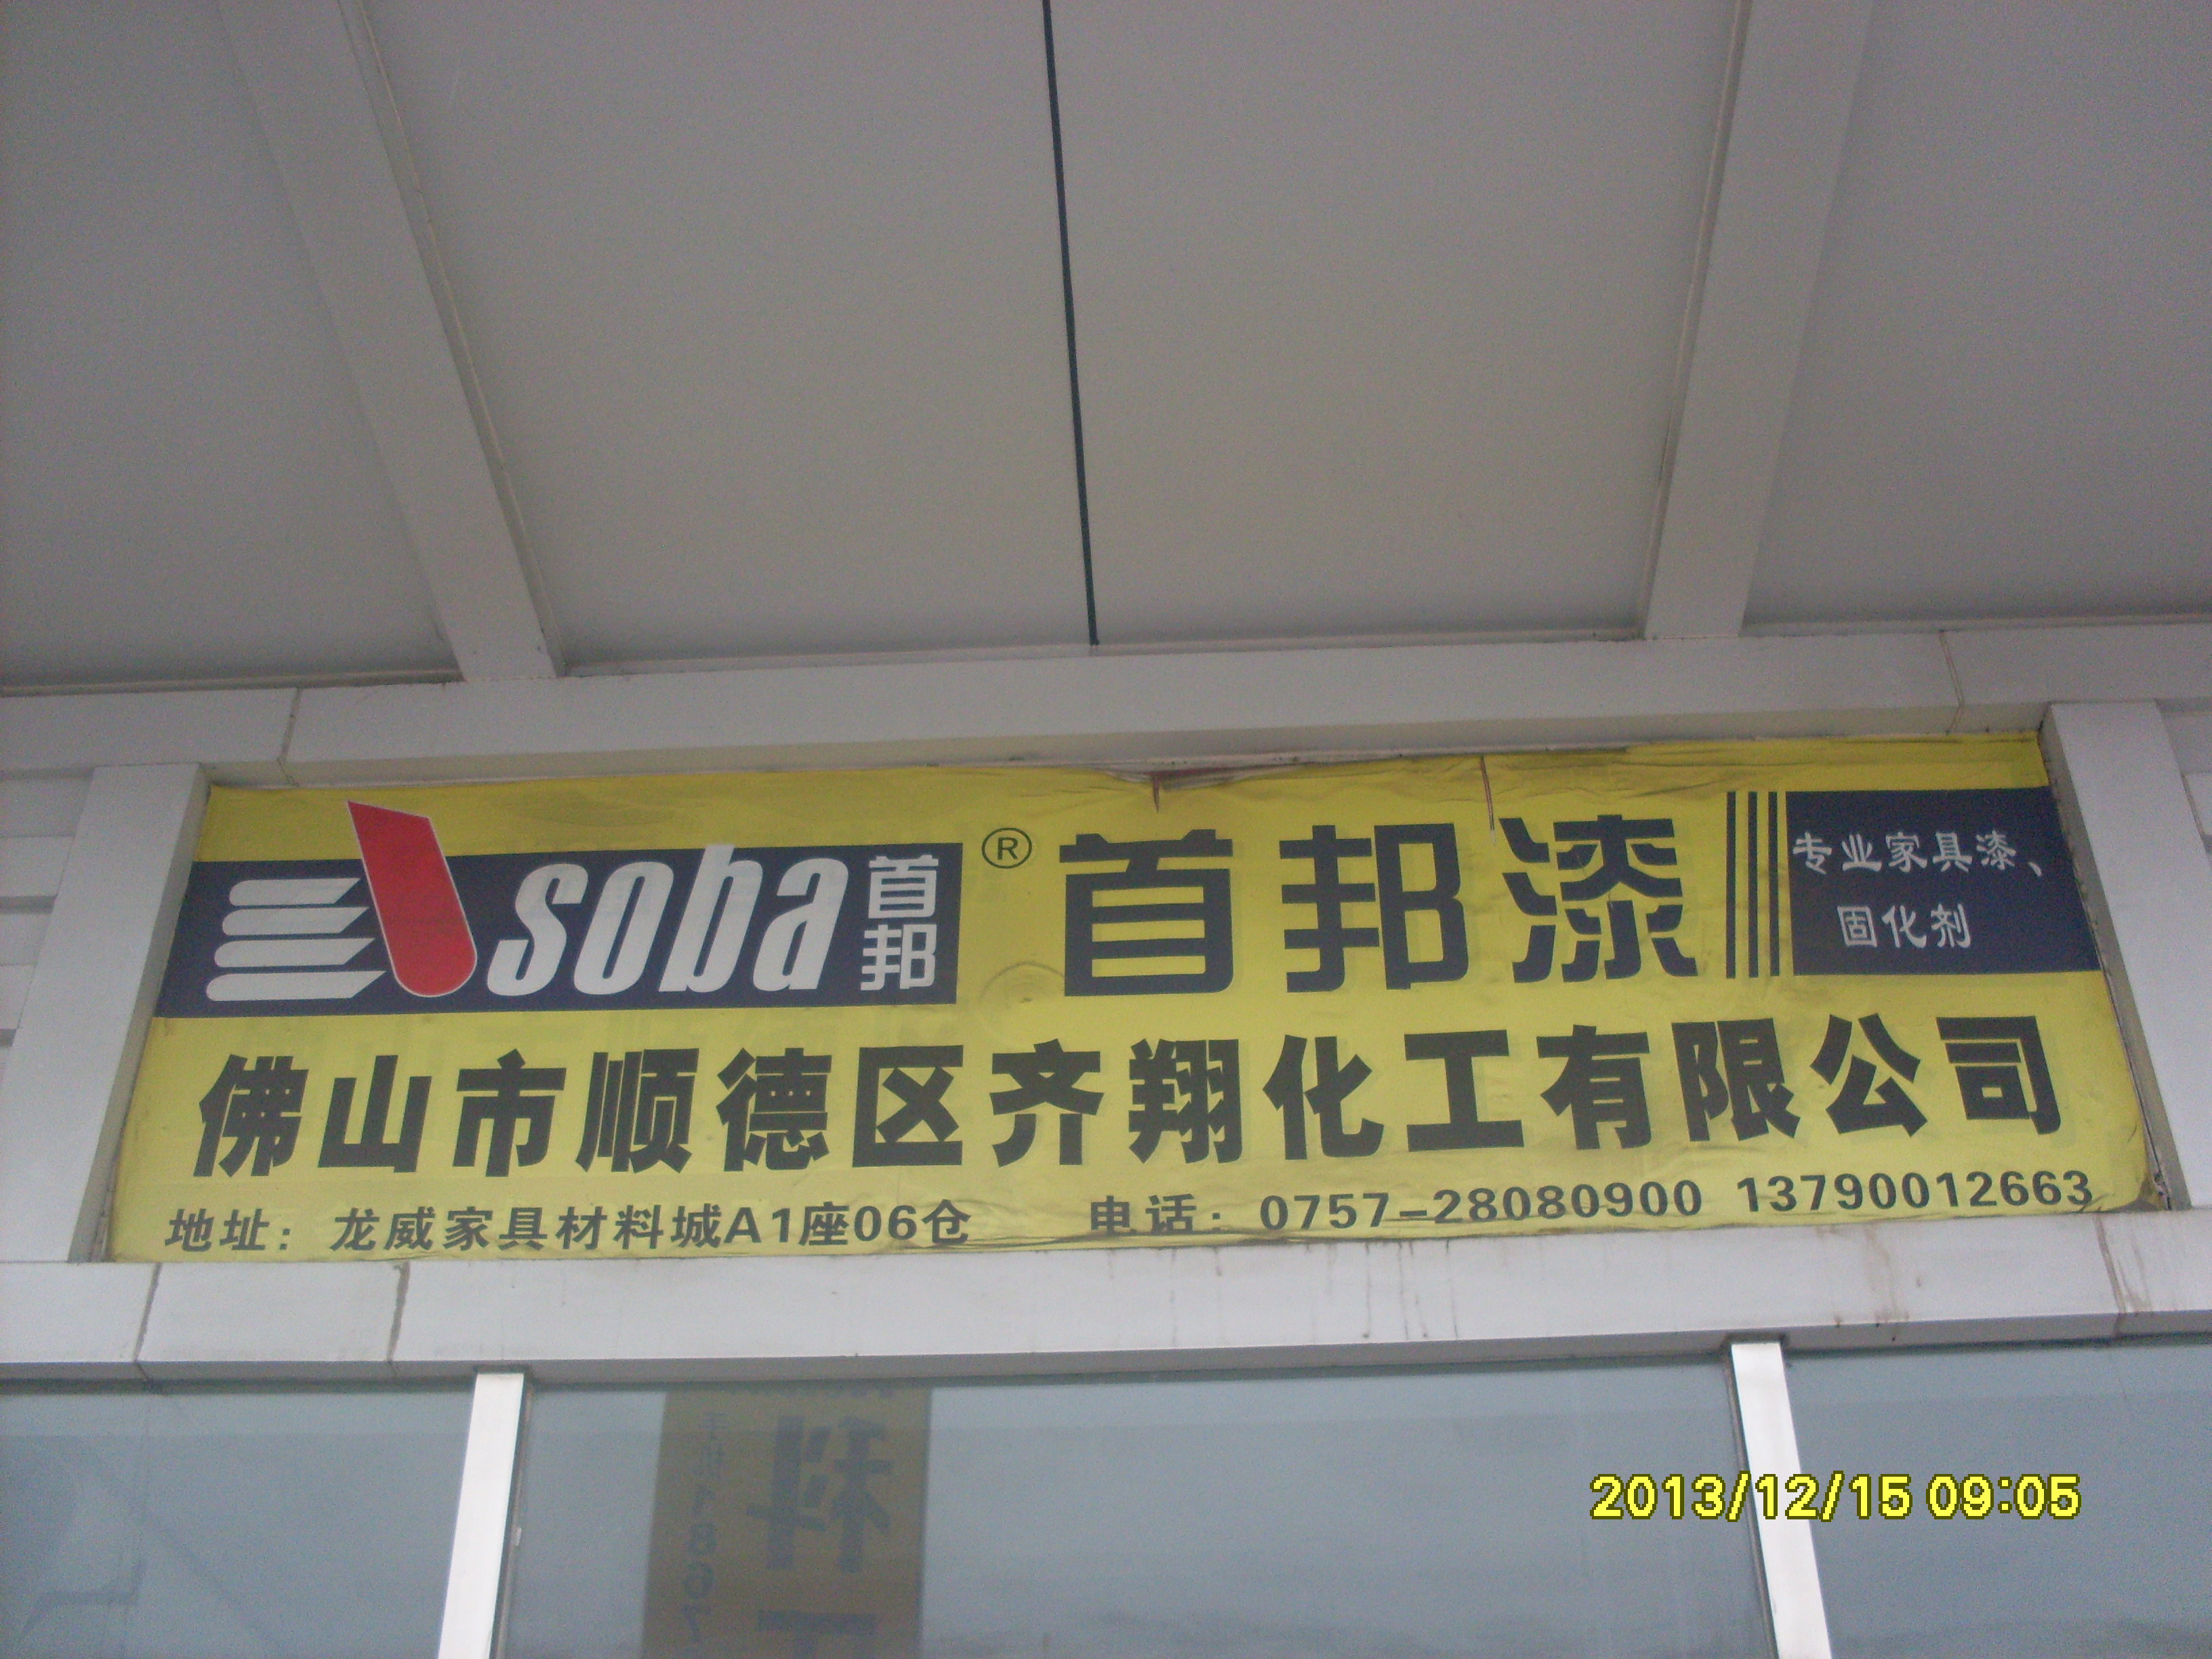 soba 首邦 ® 首邦漆 专业家具漆、
固化剂
佛山市顺德区齐翔化工有限公司
地址：龙威家具材料城A1座06仓 电话：0757-28080900 13790012663
2013/12/15 09:05